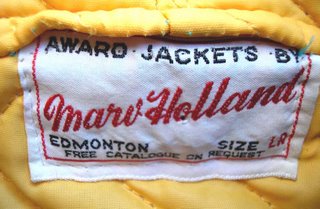 AWARD · JACKETS · BY
Marv Holland
EDMONTON SIZE LR
FREE CATALOGUE ON REQUEST